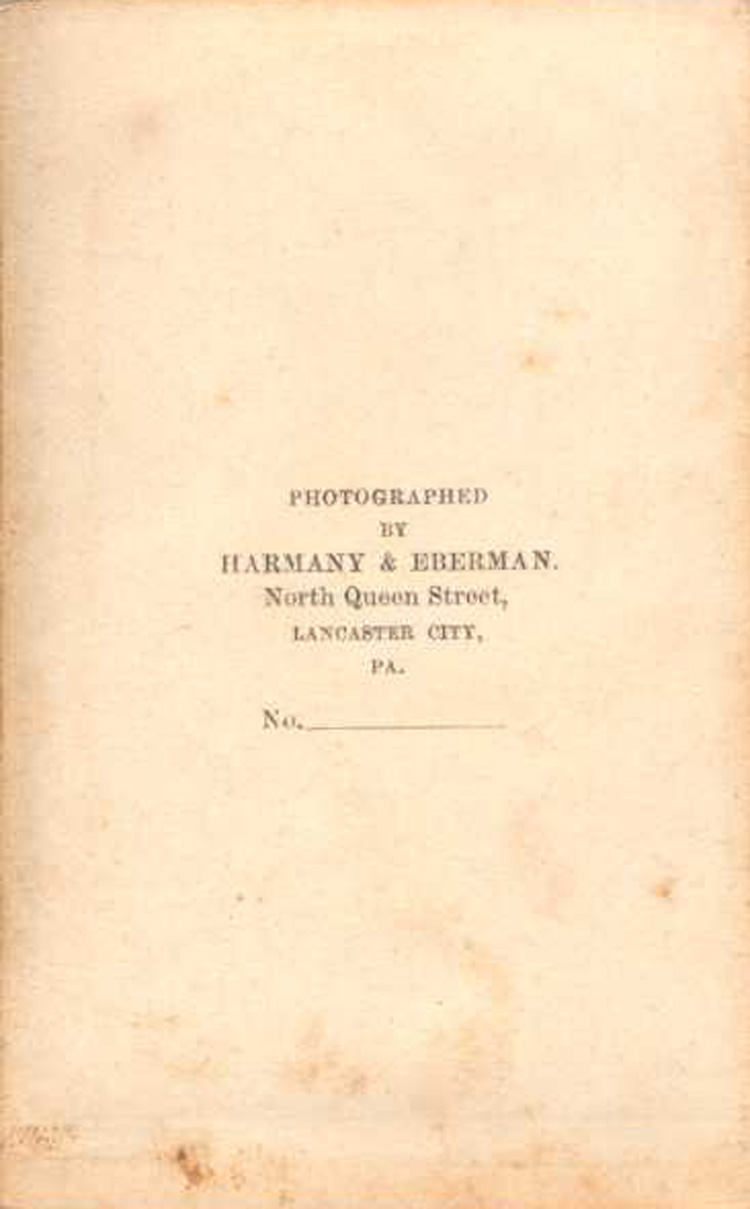 PHOTOGRAPHED
BY
HARMANY & EBERMAN.
North Queen Street,
LANCASTER CITY,
PA.
No.